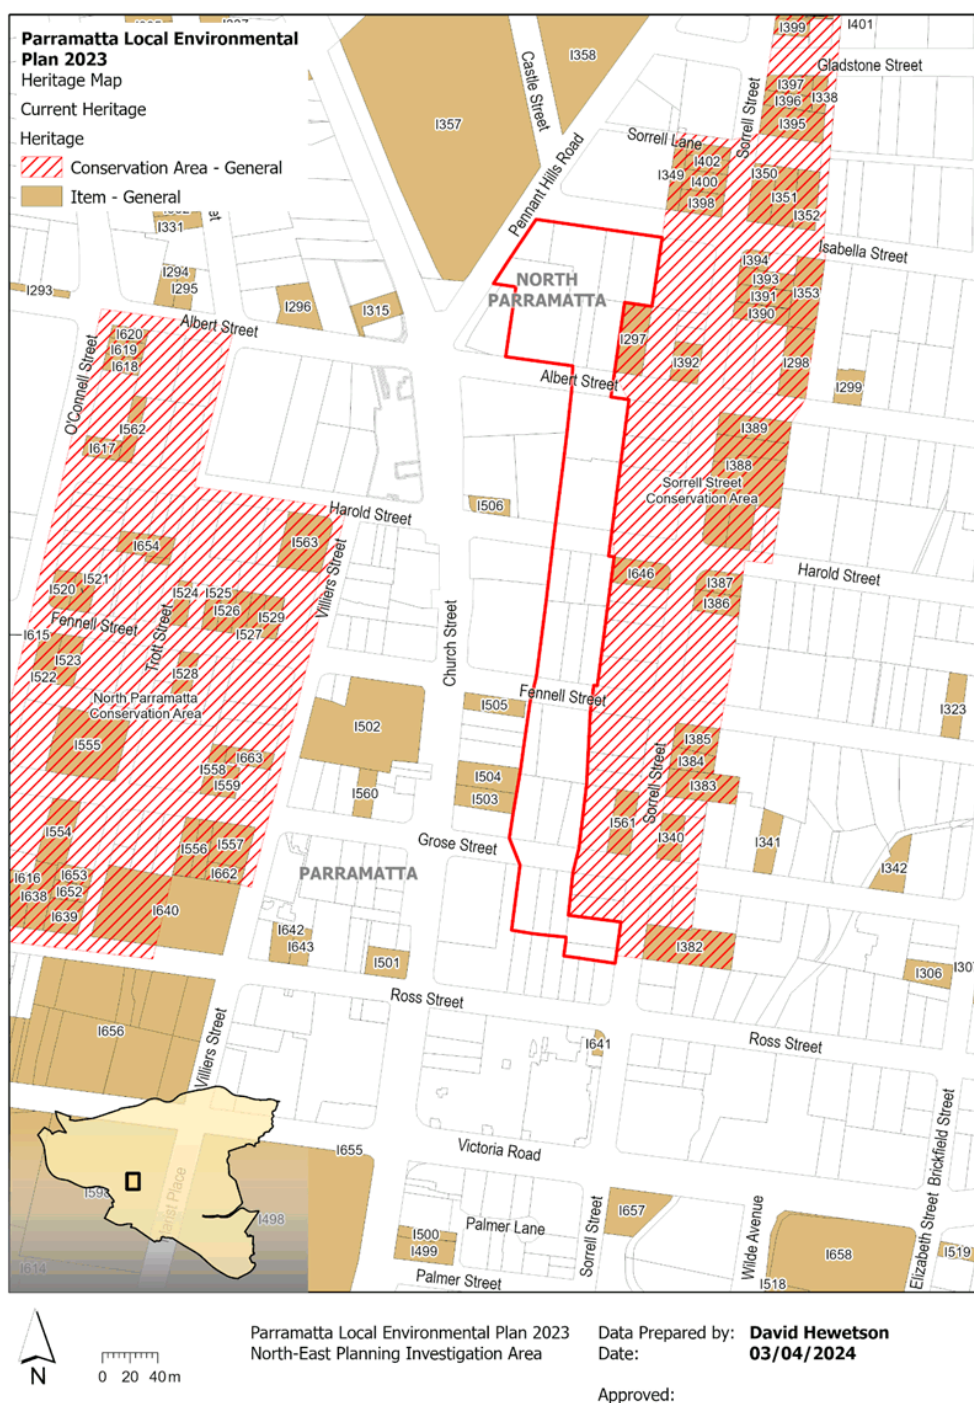 Parramatta Local Environmental
Plan 2023
Heritage Map
Current Heritage
Heritage
Conservation Area - General
Item - General
I399
I401
Gladstone Street
I358
Castle Street
I397
I396
I338
I395
Sorrell Street
I357
Sorrell Lane
Pennant Hills Road
I402
I349
I400
I398
I350
I351
I352
I331
Isabella Street
I294
I295
I293
I296
I315
NORTH
PARRAMATTA
I394
I393
I391
I390
I353
I297
I392
I298
I299
Albert Street
Albert Street
O'Connell Street
I620
I619
I618
I562
I617
I389
I388
Sorrell Street
Conservation Area
I506
Harold Street
Harold Street
I563
I654
Villiers Street
I646
I387
I386
I521
I520
I524
I525
I526
I529
I527
Fennell Street
Trott Street
I615
I523
I522
I528
Church Street
Fennell Street
North Parramatta
Conservation Area
I323
I505
I502
I555
I663
I558
I559
I385
I384
I383
Sorrell Street
I504
I503
I560
I561
I340
I341
I342
Grose Street
I554
I557
I556
I662
PARRAMATTA
I616
I653
I652
I638
I639
I640
I642
I643
I501
I382
I306
I307
Ross Street
Ross Street
I641
I656
Villiers Street
Victoria Road
I655
Brickfield Street
I598
I498
I614
I657
Palmer Lane
I500
I499
Palmer Street
Sorrell Street
Wilde Avenue
I658
I518
Elizabeth Street
I519
N
0 20 40 m
Parramatta Local Environmental Plan 2023
North-East Planning Investigation Area
Data Prepared by: David Hewetson
Date: 03/04/2024
Approved: